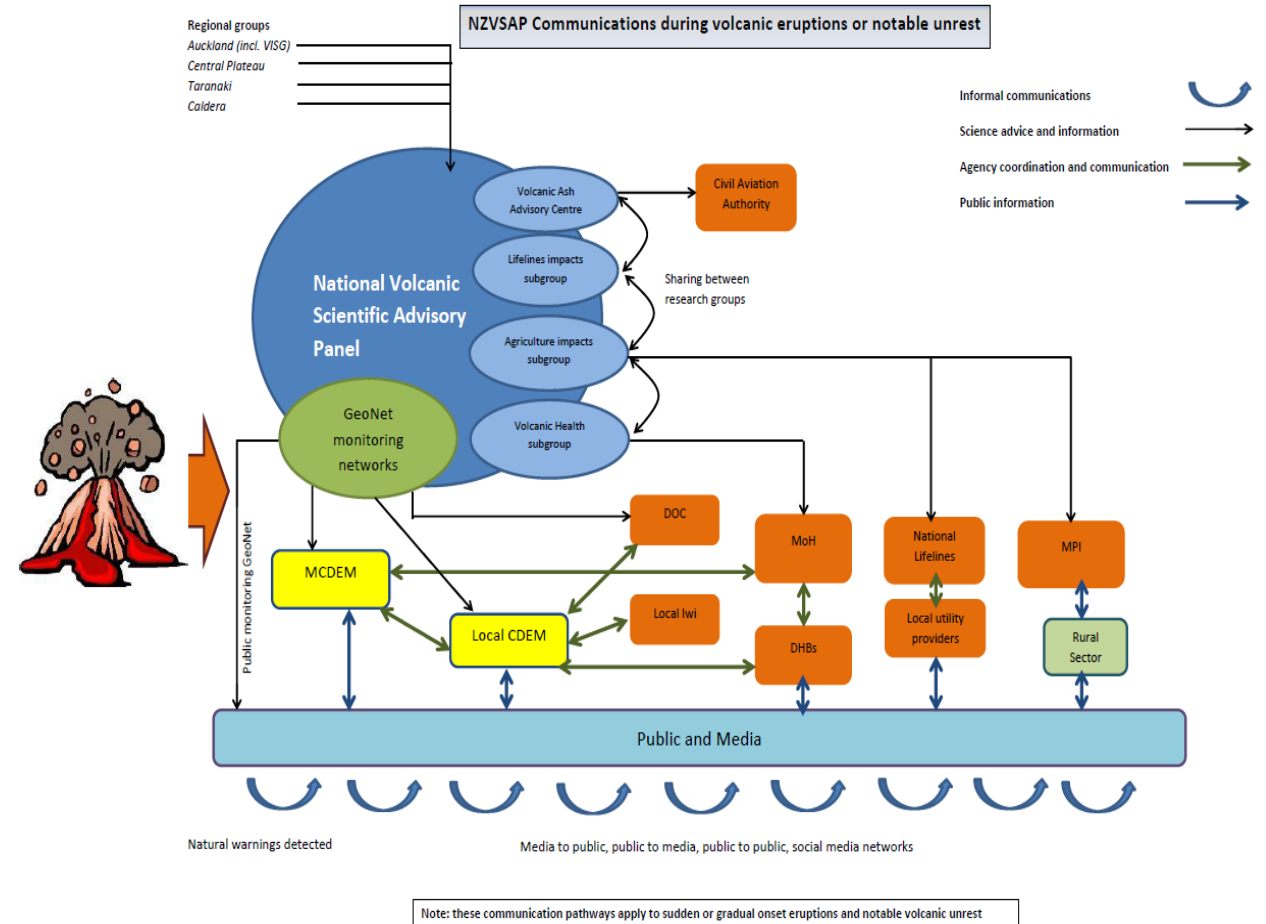 NZVSAP Communications during volcanic eruptions or notable unrest
Regional groups
Auckland (incl. VISG)
Central Plateau
Taranaki
Caldera
Informal communications
Science advice and information
Agency coordination and communication
Public information
Volcanic Ash
Advisory Centre
Civil Aviation
Authority
Lifelines impacts
subgroup
Sharing between
research groups
National Volcanic
Scientific Advisory
Panel
Agriculture impacts
subgroup
GeoNet
monitoring
networks
Volcanic Health
subgroup
Public monitoring GeoNet
DOC
MoH
National
Lifelines
MPI
MCDEM
Local CDEM
Local Iwi
DHBs
Local utility
providers
Rural
Sector
Public and Media
Natural warnings detected
Media to public, public to media, public to public, social media networks
Note: these communication pathways apply to sudden or gradual onset eruptions and notable volcanic unrest